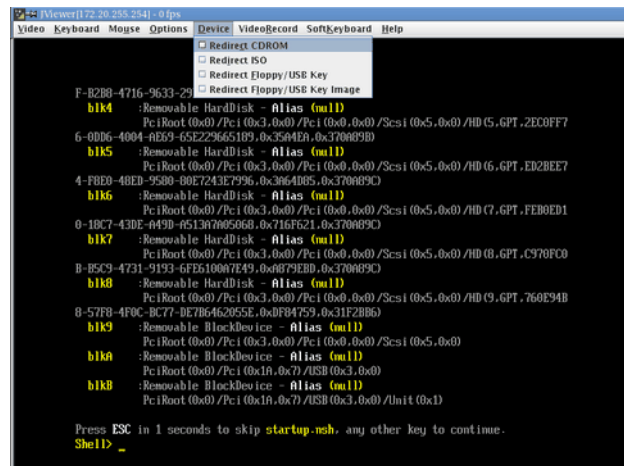 JViewer[172.20.255.254] - 0 fps
Video Keyboard Mouse Options Device VideoRecord SoftKeyboard Help
Redirect CDROM
Redirect ISO
Redirect Floppy/USB Key
Redirect Floppy/USB Key Image
F-B2B8-4716-9633-29
blk4 :Removable HardDisk - Alias (null)
PciRoot(0x0)/Pci(0x3,0x0)/Pci(0x0,0x0)/Scsi(0x5,0x0)/HD(5,GPT,2EC0FF7
6-0DD6-4004-AE69-65E229665189,0x35A4EA,0x370A89B)
blk5 :Removable HardDisk - Alias (null)
PciRoot(0x0)/Pci(0x3,0x0)/Pci(0x0,0x0)/Scsi(0x5,0x0)/HD(6,GPT,ED2BEE7
4-F8E0-48ED-9580-80E7243E7996,0x3A64D85,0x370A89C)
blk6 :Removable HardDisk - Alias (null)
PciRoot(0x0)/Pci(0x3,0x0)/Pci(0x0,0x0)/Scsi(0x5,0x0)/HD(7,GPT,FEB0ED1
0-18C7-43DE-A49D-A513A7A05068,0x716F621,0x370A89C)
blk7 :Removable HardDisk - Alias (null)
PciRoot(0x0)/Pci(0x3,0x0)/Pci(0x0,0x0)/Scsi(0x5,0x0)/HD(8,GPT,C970FC0
B-B5C9-4731-9193-6FE6100A7E49,0xA879EBD,0x370A89C)
blk8 :Removable HardDisk - Alias (null)
PciRoot(0x0)/Pci(0x3,0x0)/Pci(0x0,0x0)/Scsi(0x5,0x0)/HD(9,GPT,760E94B
8-57F8-4F0C-BC77-DE7B6462055E,0xDF84759,0x31F2BB6)
blk9 :Removable BlockDevice - Alias (null)
PciRoot(0x0)/Pci(0x3,0x0)/Pci(0x0,0x0)/Scsi(0x5,0x0)
blkA :Removable BlockDevice - Alias (null)
PciRoot(0x0)/Pci(0x1A,0x7)/USB(0x3,0x0)
blkB :Removable BlockDevice - Alias (null)
PciRoot(0x0)/Pci(0x1A,0x7)/USB(0x3,0x0)/Unit(0x1)
Press ESC in 1 seconds to skip startup.nsh, any other key to continue.
Shell> _